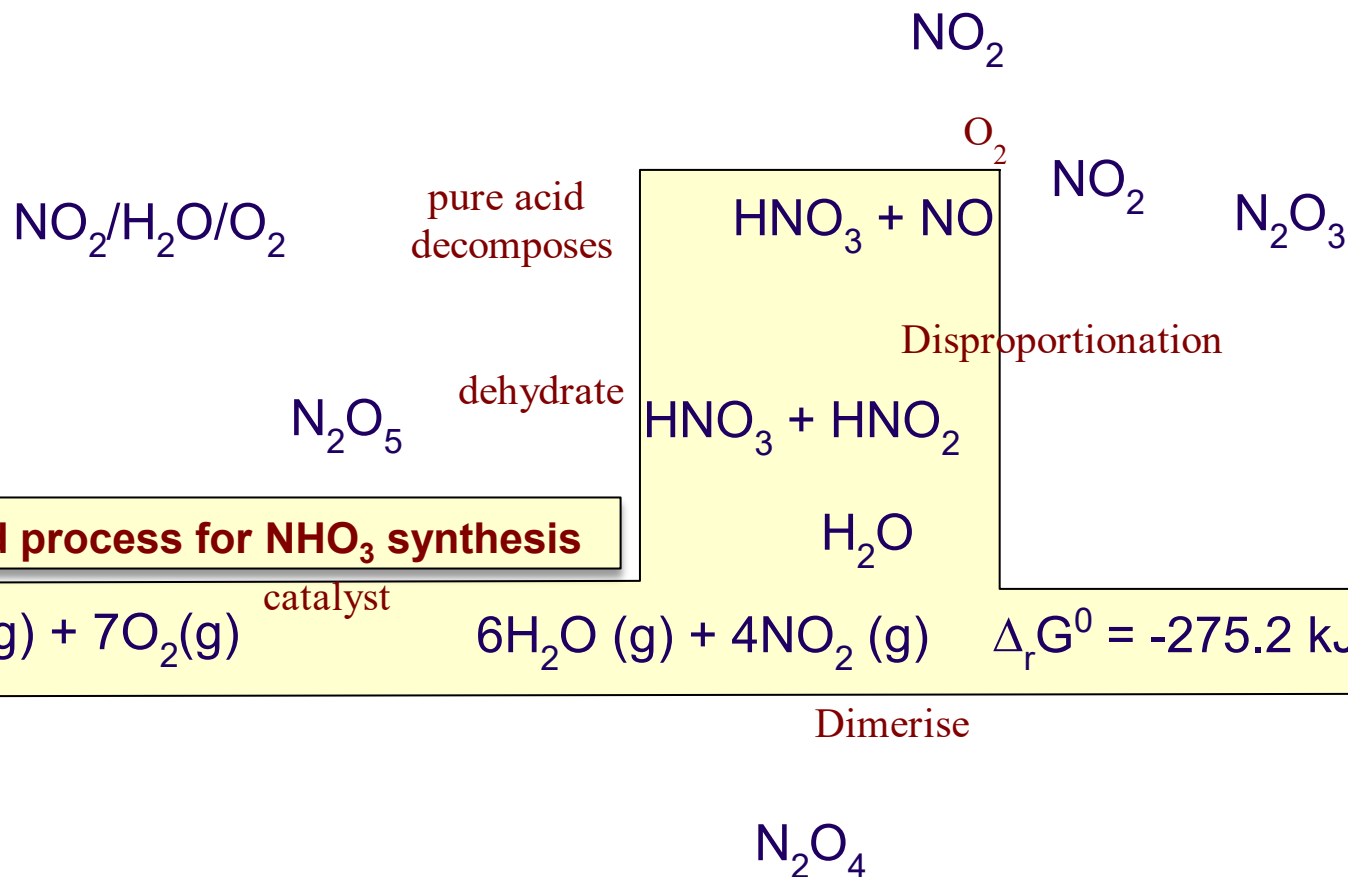 NO₂
O₂
NO₂
N₂O₃
NO₂/H₂O/O₂
pure acid
decomposes
HNO₃ + NO
Disproportionation
dehydrate
N₂O₅
HNO₃ + HNO₂
process for NHO₃ synthesis
H₂O
catalyst
g) + 7O₂(g)
6H₂O (g) + 4NO₂ (g)
ΔᵣG⁰ = -275.2 kJ
Dimerise
N₂O₄